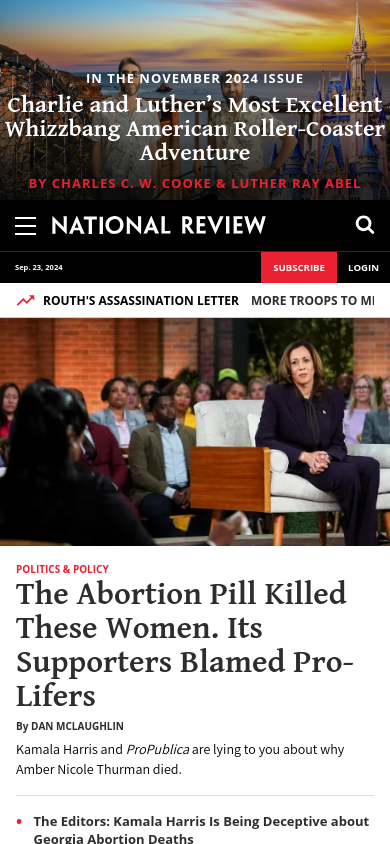 IN THE NOVEMBER 2024 ISSUE
Charlie and Luther’s Most Excellent
Whizzbang American Roller-Coaster
Adventure
BY CHARLES C. W. COOKE & LUTHER RAY ABEL
NATIONAL REVIEW
Sep. 23, 2024
SUBSCRIBE
LOGIN
ROUTH'S ASSASSINATION LETTER MORE TROOPS TO
POLITICS & POLICY
The Abortion Pill Killed
These Women. Its
Supporters Blamed Pro-
Lifers
By DAN MCLAUGHLIN
Kamala Harris and ProPublica are lying to you about why
Amber Nicole Thurman died.
• The Editors: Kamala Harris Is Being Deceptive about
Georgia Abortion Deaths